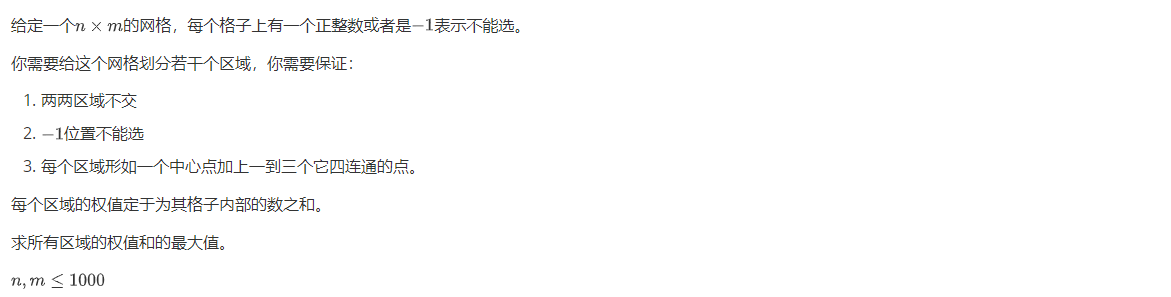 给定一个n × m的网格，每个格子上有一个正整数或者是−1表示不能选。
你需要给这个网格划分若干个区域，你需要保证：
1. 两两区域不交
2. −1位置不能选
3. 每个区域形如一个中心点加上一到三个它四连通的点。
每个区域的权值定于为其格子内部的数之和。
求所有区域的权值和的最大值。
n, m ≤ 1000